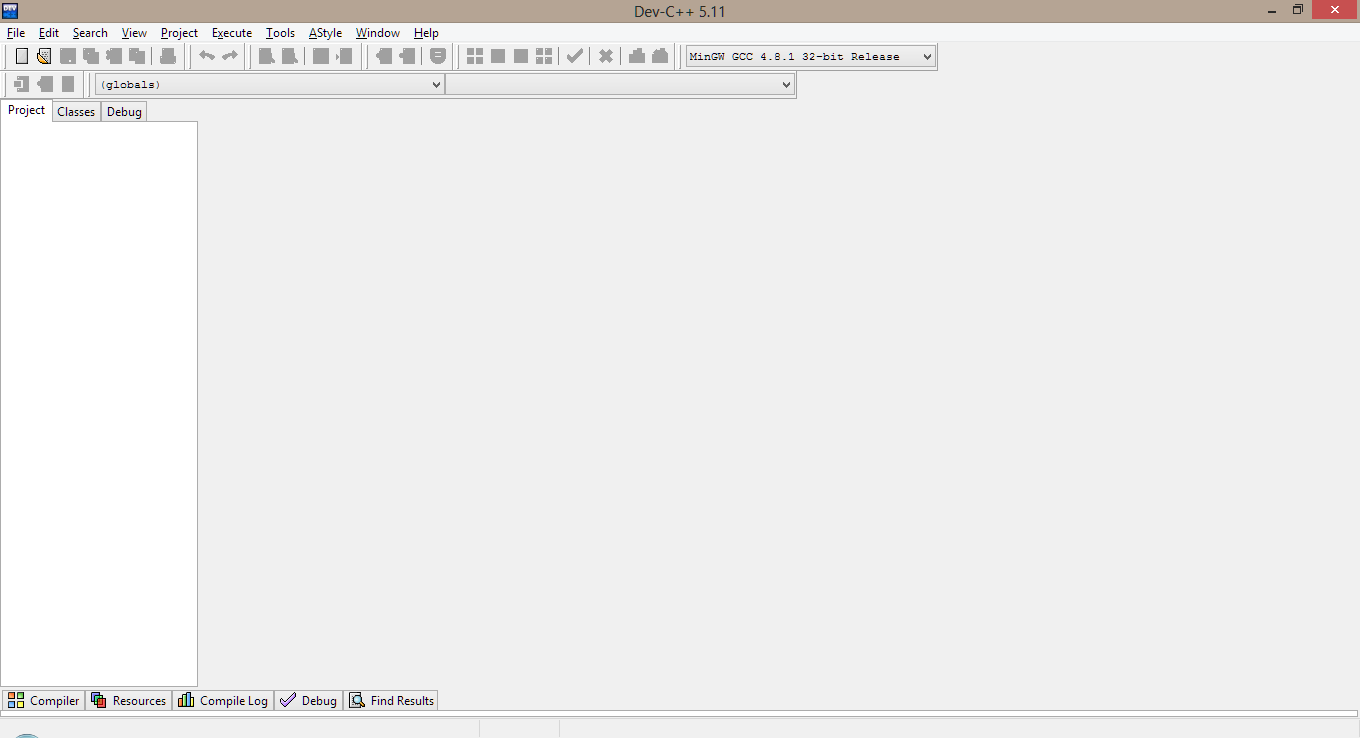 Dev-C++ 5.11
File Edit Search View Project Execute Tools AStyle Window Help
MinGW GCC 4.8.1 32-bit Release
(globals)
Project Classes Debug
Compiler Resources Compile Log Debug Find Results